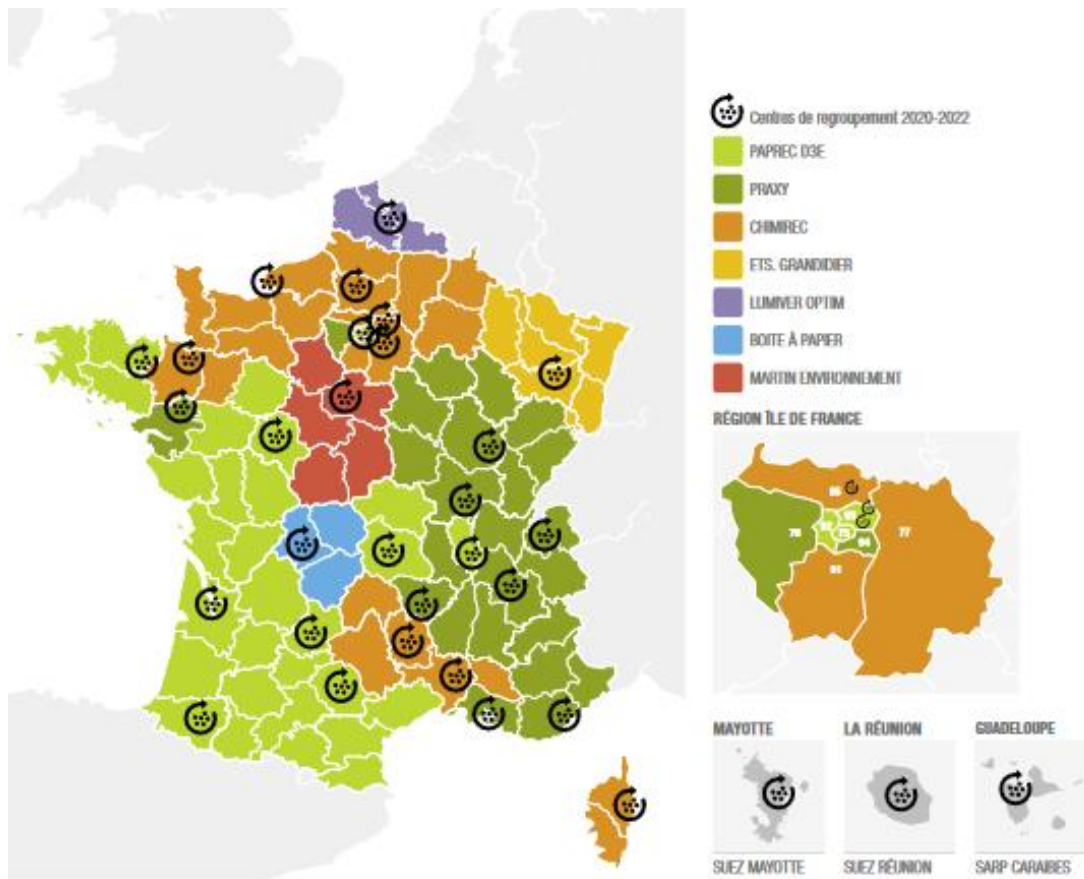 Centres de regroupement 2020-2022
PAPREC D3E
PRAXY
CHIMIREC
ETS. GRANDIDIER
LUMIVER OPTIM
BOITE À PAPIER
MARTIN ENVIRONNEMENT
RÉGION ÎLE DE FRANCE
95
93
92
75
78
94
77
91
MAYOTTE
LA RÉUNION
GUADELOUPE
SUEZ MAYOTTE
SUEZ RÉUNION
SARP CARAIBES